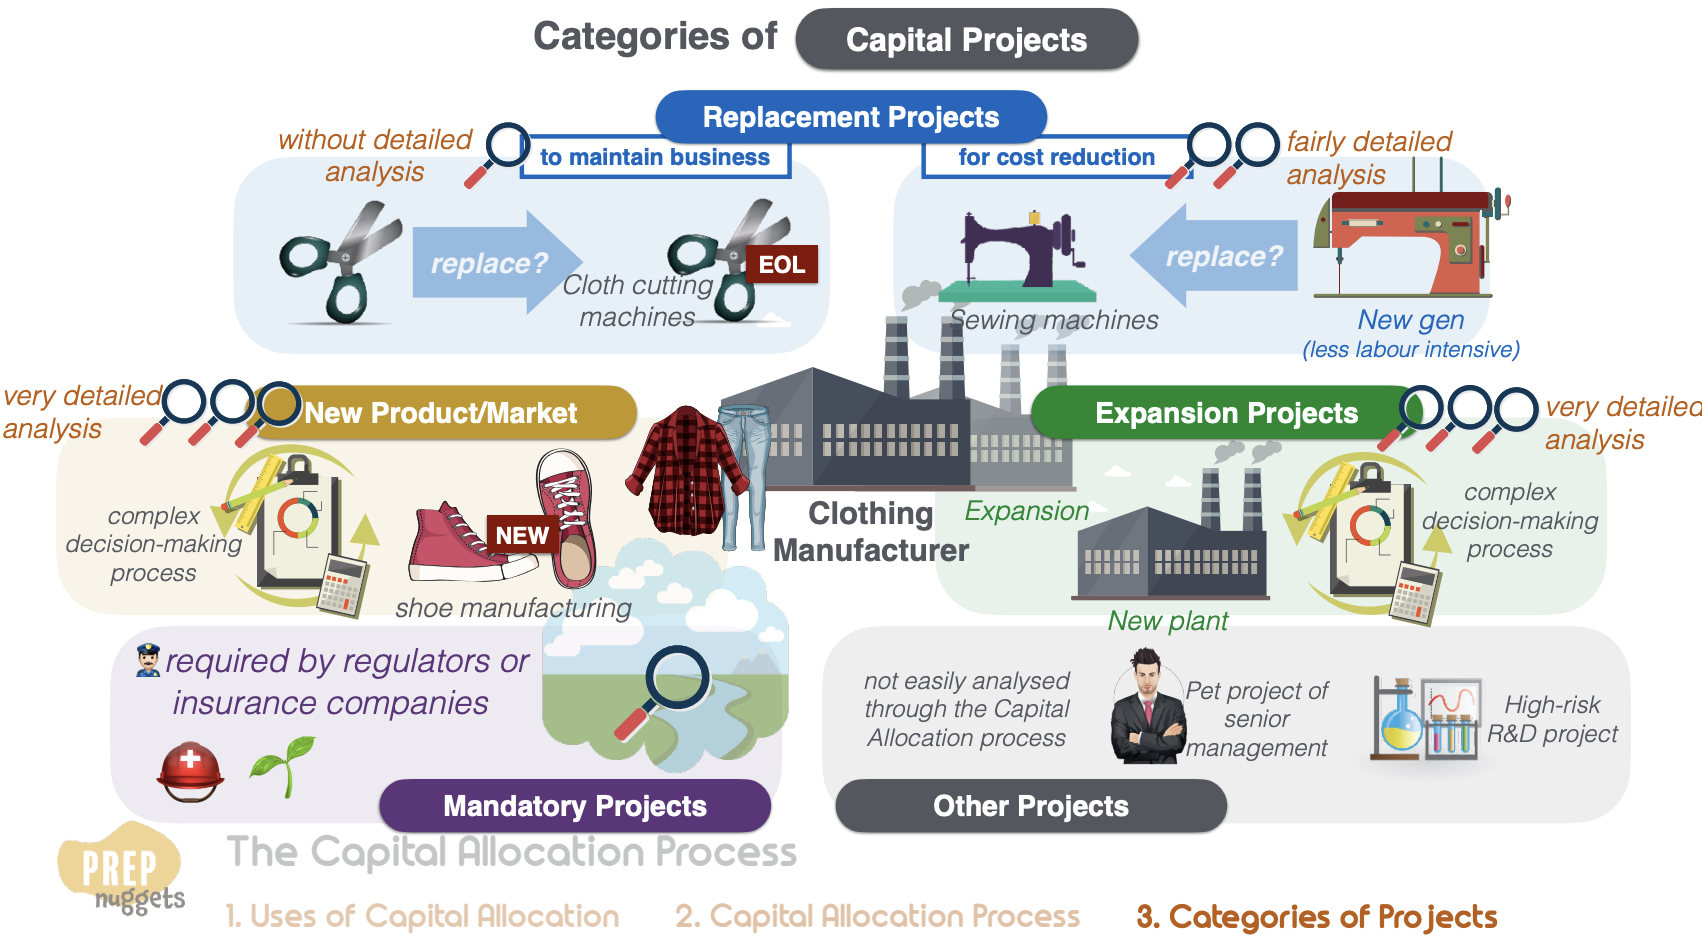 Categories of Capital Projects
Replacement Projects
without detailed
analysis
to maintain business
for cost reduction
fairly detailed
analysis
replace?
EOL
Cloth cutting
machines
replace?
Sewing machines
New gen
(less labour intensive)
very detailed
analysis
New Product/Market
Expansion Projects
very detailed
analysis
complex
decision-making
process
NEW
shoe manufacturing
Clothing
Manufacturer
Expansion
New plant
complex
decision-making
process
required by regulators or
insurance companies
Mandatory Projects
not easily analysed
through the Capital
Allocation process
Pet project of
senior
management
High-risk
R&D project
Other Projects
PREP
nuggets
The Capital Allocation Process
1. Uses of Capital Allocation
2. Capital Allocation Process
3. Categories of Projects